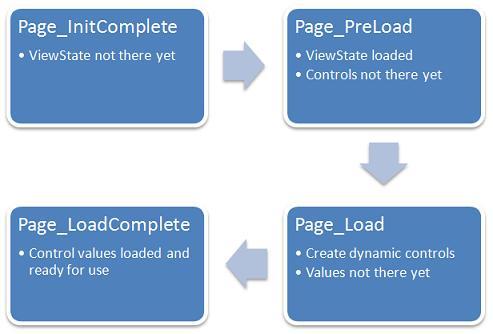 Page_InitComplete
• ViewState not there yet
Page_PreLoad
• ViewState loaded
• Controls not there yet
Page_Load
• Create dynamic controls
• Values not there yet
Page_LoadComplete
• Control values loaded and
ready for use